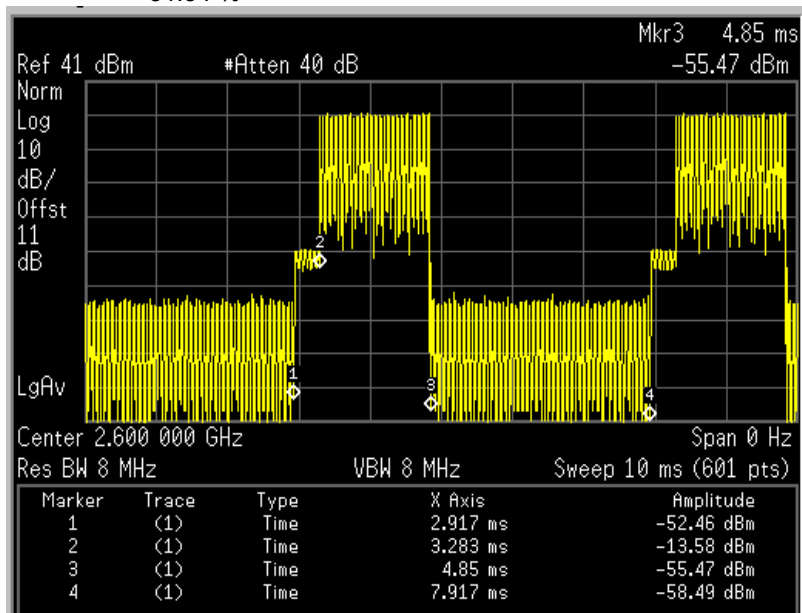 Mkr3 4.85 ms
Ref 41 dBm #Atten 40 dB -55.47 dBm
Norm
Log
10
dB/
Offst
11
dB
LgAv
2
1
3
4
Center 2.600 000 GHz Span 0 Hz
Res BW 8 MHz VBW 8 MHz Sweep 10 ms (601 pts)
Marker Trace Type X Axis Amplitude
1 (1) Time 2.917 ms -52.46 dBm
2 (1) Time 3.283 ms -13.58 dBm
3 (1) Time 4.85 ms -55.47 dBm
4 (1) Time 7.917 ms -58.49 dBm